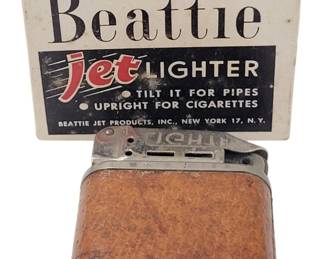 Beattie
jet LIGHTER
• TILT IT FOR PIPES
• UPRIGHT FOR CIGARETTES
BEATTIE JET PRODUCTS, INC., NEW YORK 17, N.Y.